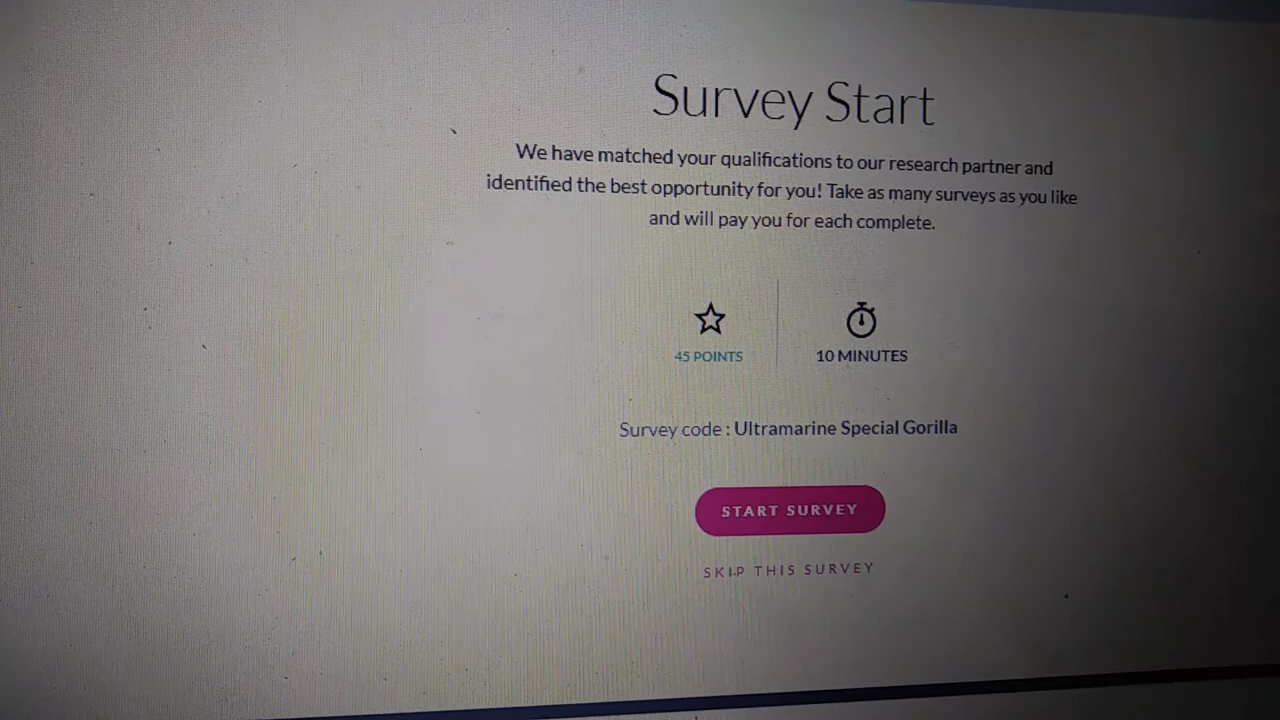 Survey Start
We have matched your qualifications to our research partner and
identified the best opportunity for you! Take as many surveys as you like
and will pay you for each complete.
45 POINTS
10 MINUTES
Survey code : Ultramarine Special Gorilla
START SURVEY
SKIP THIS SURVEY